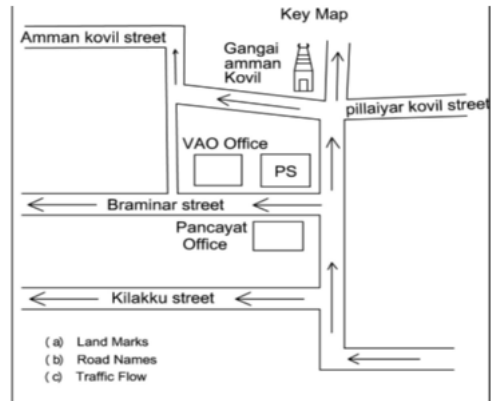 Key Map
Amman kovil street
Gangai
amman
Kovil
pillaiyar kovil street
VAO Office
PS
Braminar street
Pancayat
Office
Kilakku street
(a) Land Marks
(b) Road Names
(c) Traffic Flow